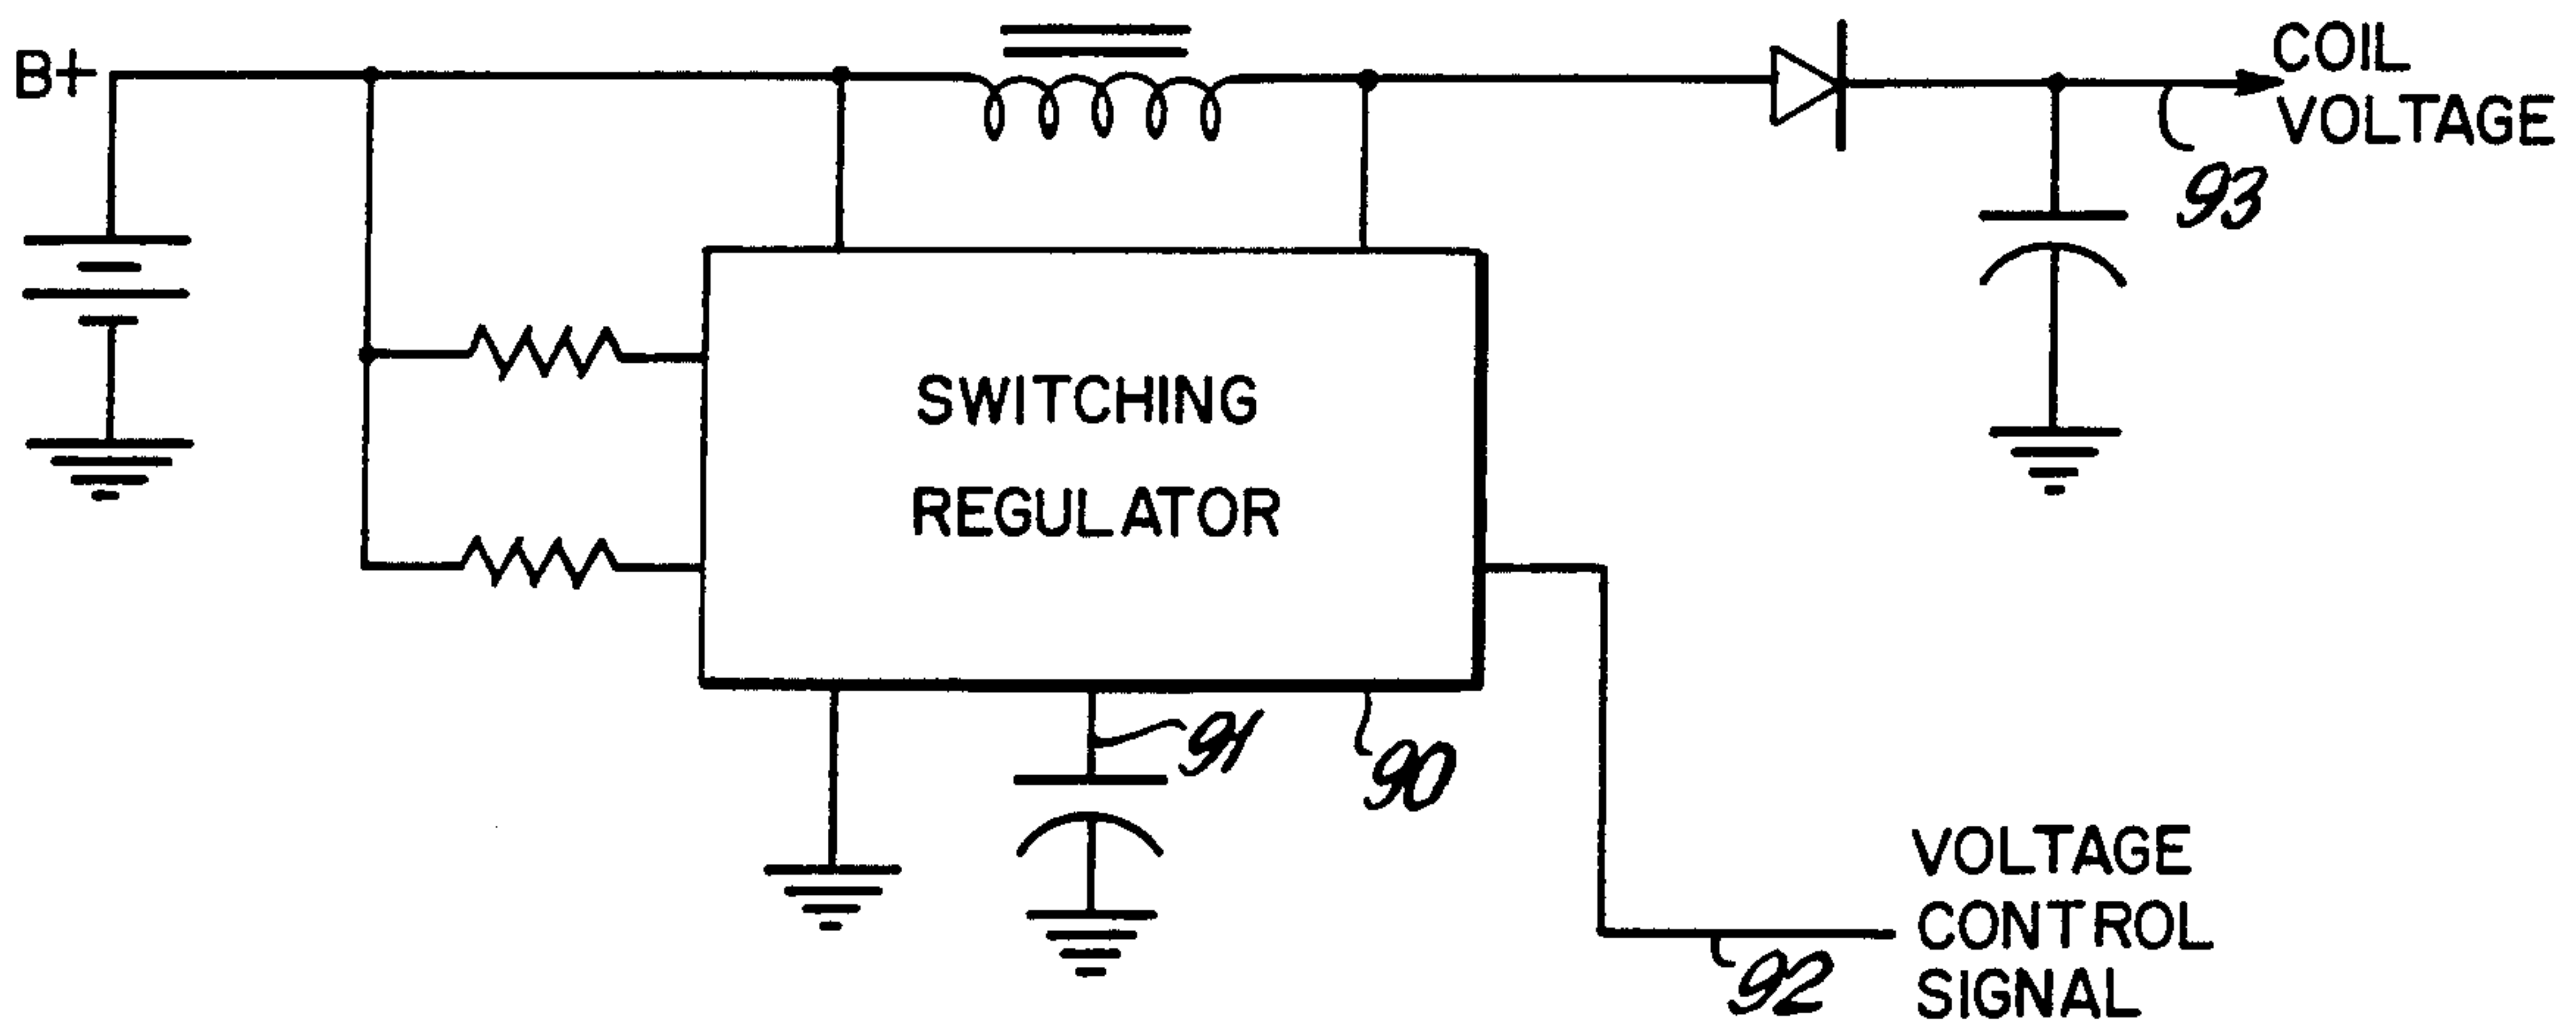 B+
COIL
VOLTAGE
93
SWITCHING
REGULATOR
91
90
VOLTAGE
CONTROL
SIGNAL
92